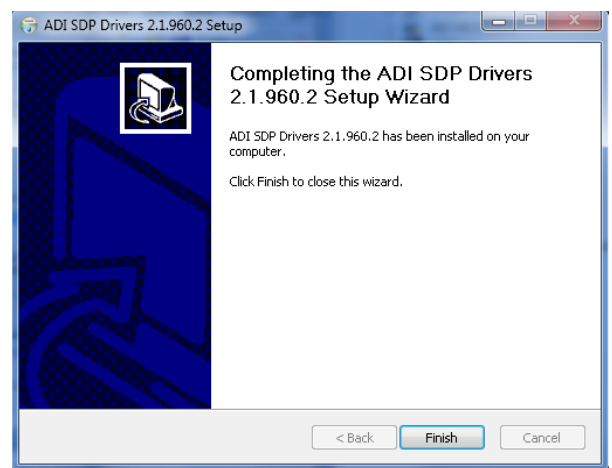 ADI SDP Drivers 2.1.960.2 Setup
Completing the ADI SDP Drivers
2.1.960.2 Setup Wizard
ADI SDP Drivers 2.1.960.2 has been installed on your
computer.
Click Finish to close this wizard.
< Back
Finish
Cancel